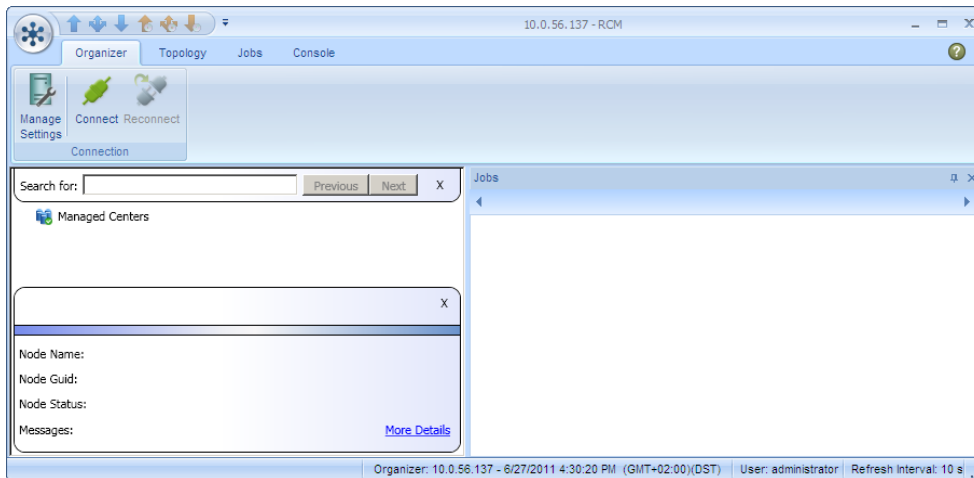 10.0.56.137 - RCM
Organizer Topology Jobs Console
Manage Settings
Connect Reconnect
Connection
Search for: Previous Next X
Managed Centers
X
Node Name:
Node Guid:
Node Status:
Messages: More Details
Jobs
Organizer: 10.0.56.137 - 6/27/2011 4:30:20 PM (GMT+02:00)(DST) User: administrator Refresh Interval: 10 s